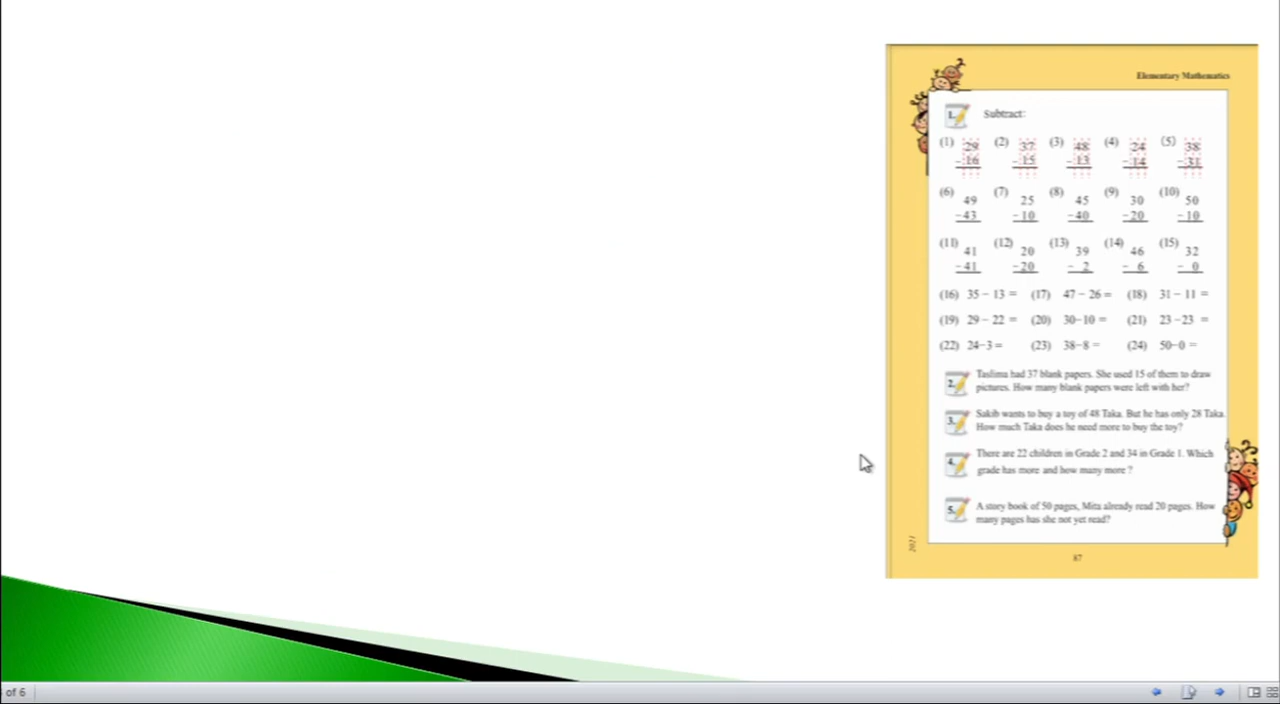 Elementary Mathematics
1. Subtract:
(1) 29 (2) 37 (3) 48 (4) 24 (5) 38
-16 -15 -13 -14 -31
(6) 49 (7) 25 (8) 45 (9) 30 (10) 50
-43 -10 -40 -20 -10
(11) 41 (12) 20 (13) 39 (14) 46 (15) 32
-41 -20 - 2 - 6 - 0
(16) 35 - 13 = (17) 47 - 26 = (18) 31 - 11 =
(19) 29 - 22 = (20) 30-10 = (21) 23 -23 =
(22) 24-3 = (23) 38-8 = (24) 50-0 =
2. Taslima had 37 blank papers. She used 15 of them to draw
pictures. How many blank papers were left with her?
3. Sakib wants to buy a toy of 48 Taka. But he has only 28 Taka.
How much Taka does he need more to buy the toy?
4. There are 22 children in Grade 2 and 34 in Grade 1. Which
grade has more and how many more ?
5. A story book of 50 pages, Mita already read 20 pages. How
many pages has she not yet read?
2021
87
of 6